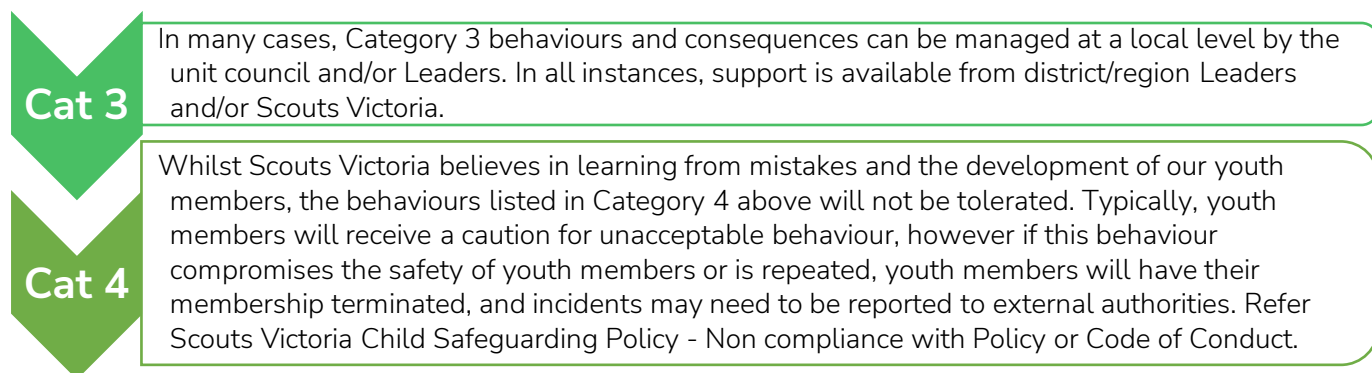 Cat 3
In many cases, Category 3 behaviours and consequences can be managed at a local level by the
unit council and/or Leaders. In all instances, support is available from district/region Leaders
and/or Scouts Victoria.
Cat 4
Whilst Scouts Victoria believes in learning from mistakes and the development of our youth
members, the behaviours listed in Category 4 above will not be tolerated. Typically, youth
members will receive a caution for unacceptable behaviour, however if this behaviour
compromises the safety of youth members or is repeated, youth members will have their
membership terminated, and incidents may need to be reported to external authorities. Refer
Scouts Victoria Child Safeguarding Policy - Non compliance with Policy or Code of Conduct.